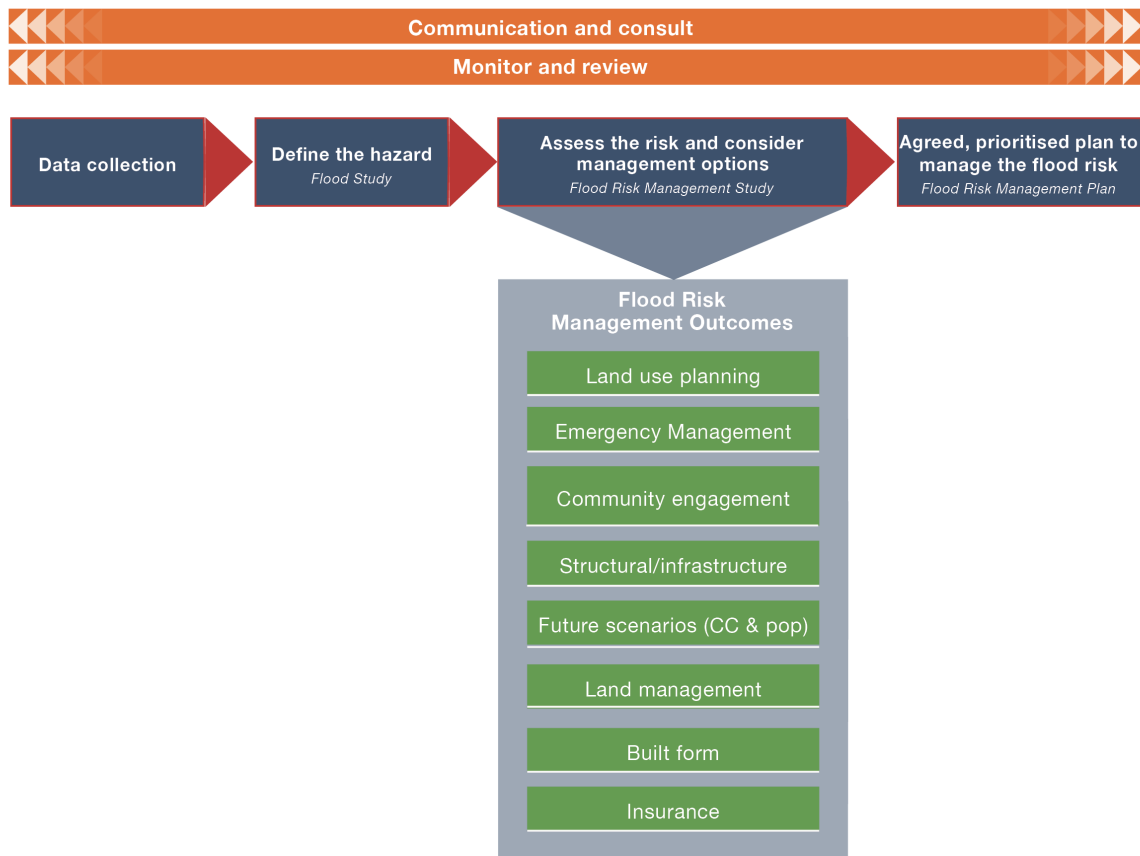 Communication and consult
Monitor and review
Data collection
Define the hazard
Flood Study
Assess the risk and consider
management options
Flood Risk Management Study
Agreed, prioritised plan to
manage the flood risk
Flood Risk Management Plan
Flood Risk
Management Outcomes
Land use planning
Emergency Management
Community engagement
Structural/infrastructure
Future scenarios (CC & pop)
Land management
Built form
Insurance